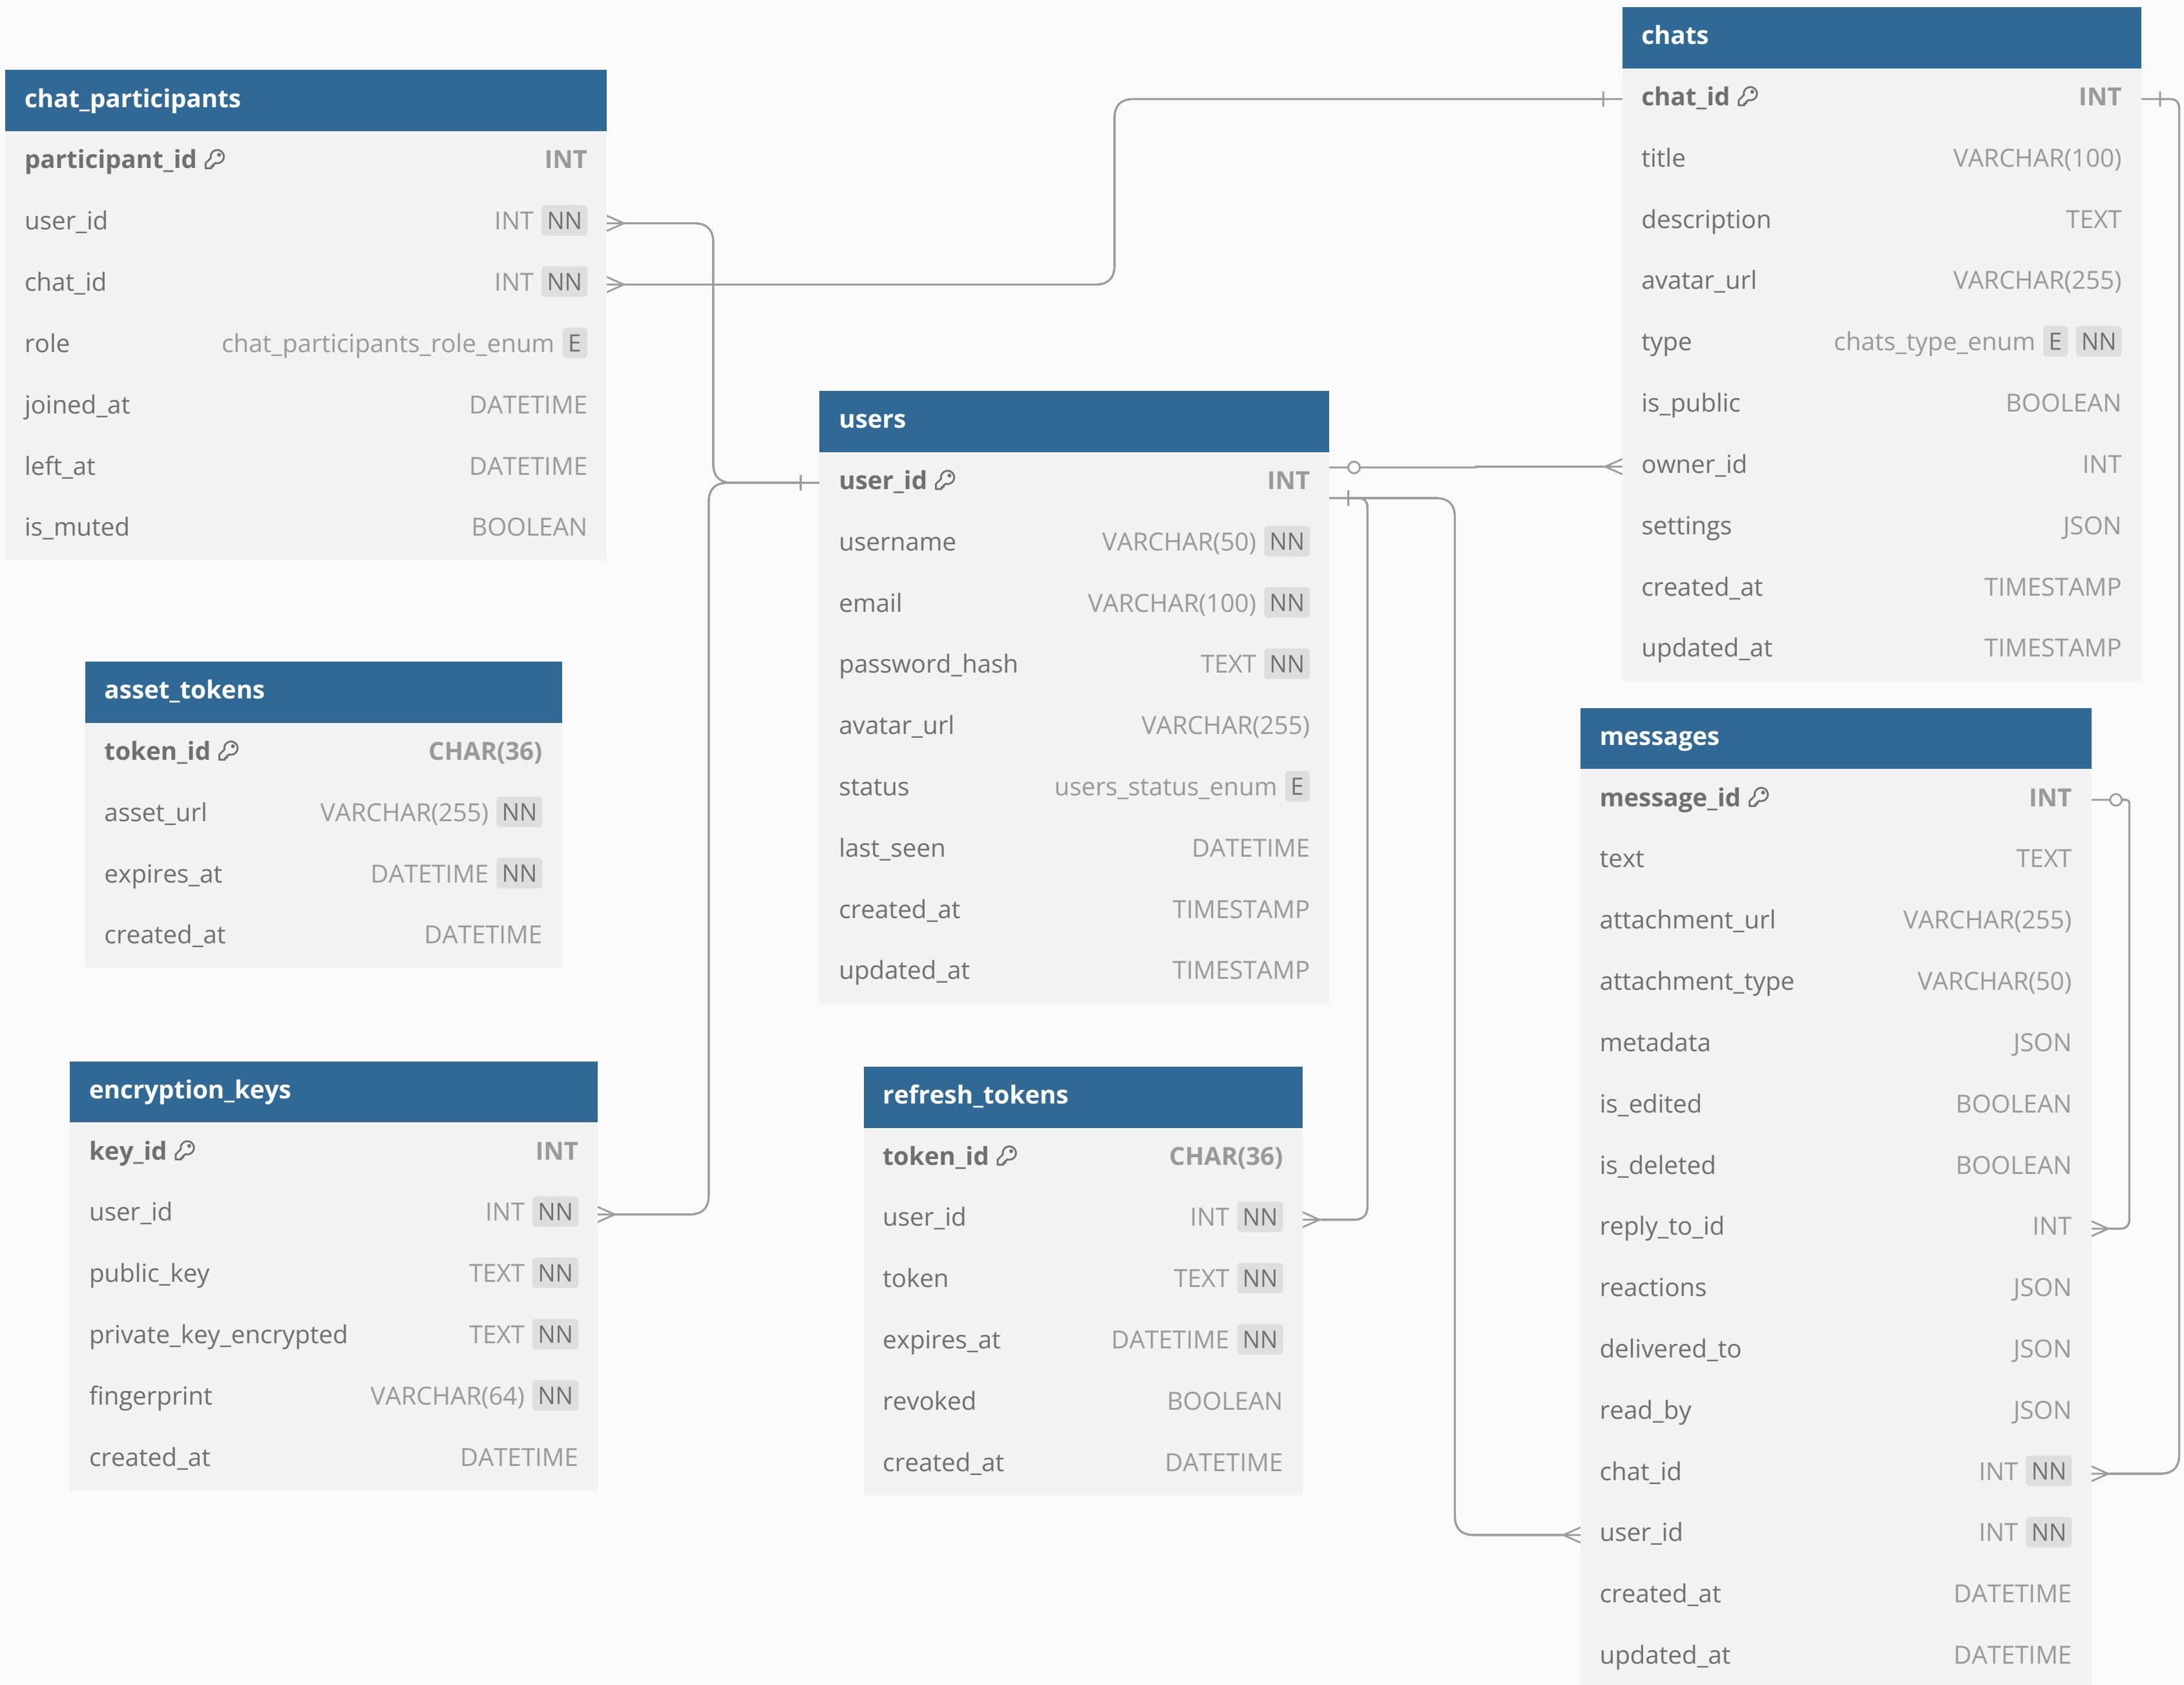 chat_participants
participant_id INT
user_id INT NN
chat_id INT NN
role chat_participants_role_enum E
joined_at DATETIME
left_at DATETIME
is_muted BOOLEAN
asset_tokens
token_id CHAR(36)
asset_url VARCHAR(255) NN
expires_at DATETIME NN
created_at DATETIME
encryption_keys
key_id INT
user_id INT NN
public_key TEXT NN
private_key_encrypted TEXT NN
fingerprint VARCHAR(64) NN
created_at DATETIME
users
user_id INT
username VARCHAR(50) NN
email VARCHAR(100) NN
password_hash TEXT NN
avatar_url VARCHAR(255)
status users_status_enum E
last_seen DATETIME
created_at TIMESTAMP
updated_at TIMESTAMP
refresh_tokens
token_id CHAR(36)
user_id INT NN
token TEXT NN
expires_at DATETIME NN
revoked BOOLEAN
created_at DATETIME
chats
chat_id INT
title VARCHAR(100)
description TEXT
avatar_url VARCHAR(255)
type chats_type_enum E NN
is_public BOOLEAN
owner_id INT
settings JSON
created_at TIMESTAMP
updated_at TIMESTAMP
messages
message_id INT
text TEXT
attachment_url VARCHAR(255)
attachment_type VARCHAR(50)
metadata JSON
is_edited BOOLEAN
is_deleted BOOLEAN
reply_to_id INT
reactions JSON
delivered_to JSON
read_by JSON
chat_id INT NN
user_id INT NN
created_at DATETIME
updated_at DATETIME